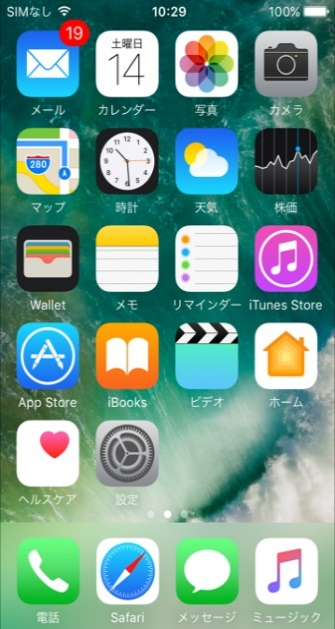 SIMなし 10:29 100%
19
土曜日
14
メール カレンダー 写真 カメラ
280
マップ 時計 天気 株価
Wallet メモ リマインダー iTunes Store
App Store iBooks ビデオ ホーム
ヘルスケア 設定
電話 Safari メッセージ ミュージック